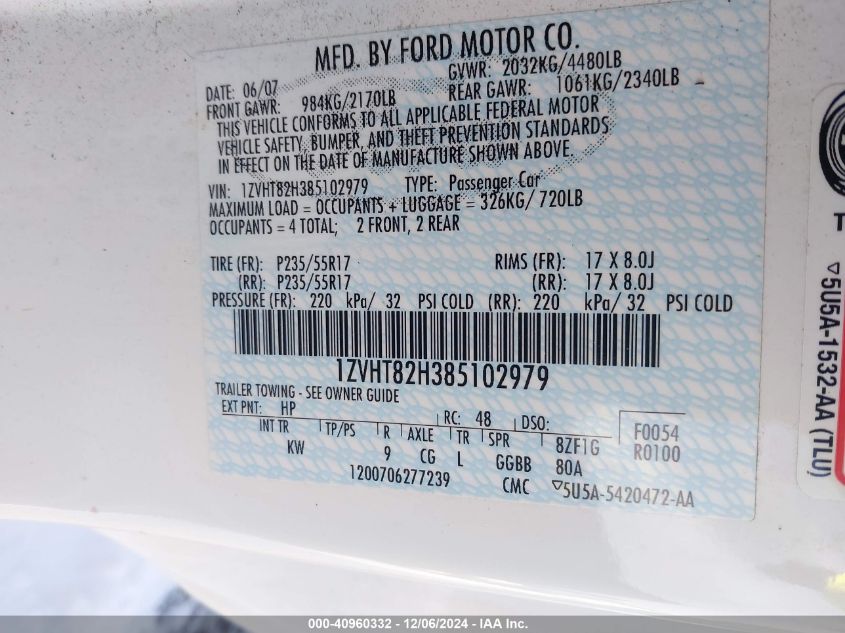 MFD. BY FORD MOTOR CO.
DATE: 06/07 GVWR: 2032KG/4480LB
FRONT GAWR: 984KG/2170LB REAR GAWR: 1061KG/2340LB
THIS VEHICLE CONFORMS TO ALL APPLICABLE FEDERAL MOTOR
VEHICLE SAFETY, BUMPER, AND THEFT PREVENTION STANDARDS
IN EFFECT ON THE DATE OF MANUFACTURE SHOWN ABOVE.
VIN: 1ZVHT82H385102979 TYPE: Passenger Car
MAXIMUM LOAD = OCCUPANTS + LUGGAGE = 326KG/720LB
OCCUPANTS = 4 TOTAL; 2 FRONT, 2 REAR
TIRE (FR): P235/55R17 RIMS (FR): 17 X 8.0J
(RR): P235/55R17 (RR): 17 X 8.0J
PRESSURE (FR): 220 kPa/ 32 PSI COLD (RR): 220 kPa/ 32 PSI COLD
1ZVHT82H385102979
TRAILER TOWING - SEE OWNER GUIDE
EXT PNT: HP RC: 48 DSO: F0054
INT TR TP/PS R AXLE TR SPR 8ZF1G R0100
KW 9 CG L GGBB 80A
1200706277239 CMC ▽5U5A-5420472-AA
T
▽5U5A-1532-AA (TLU)
000-40960332 - 12/06/2024 - IAA Inc.